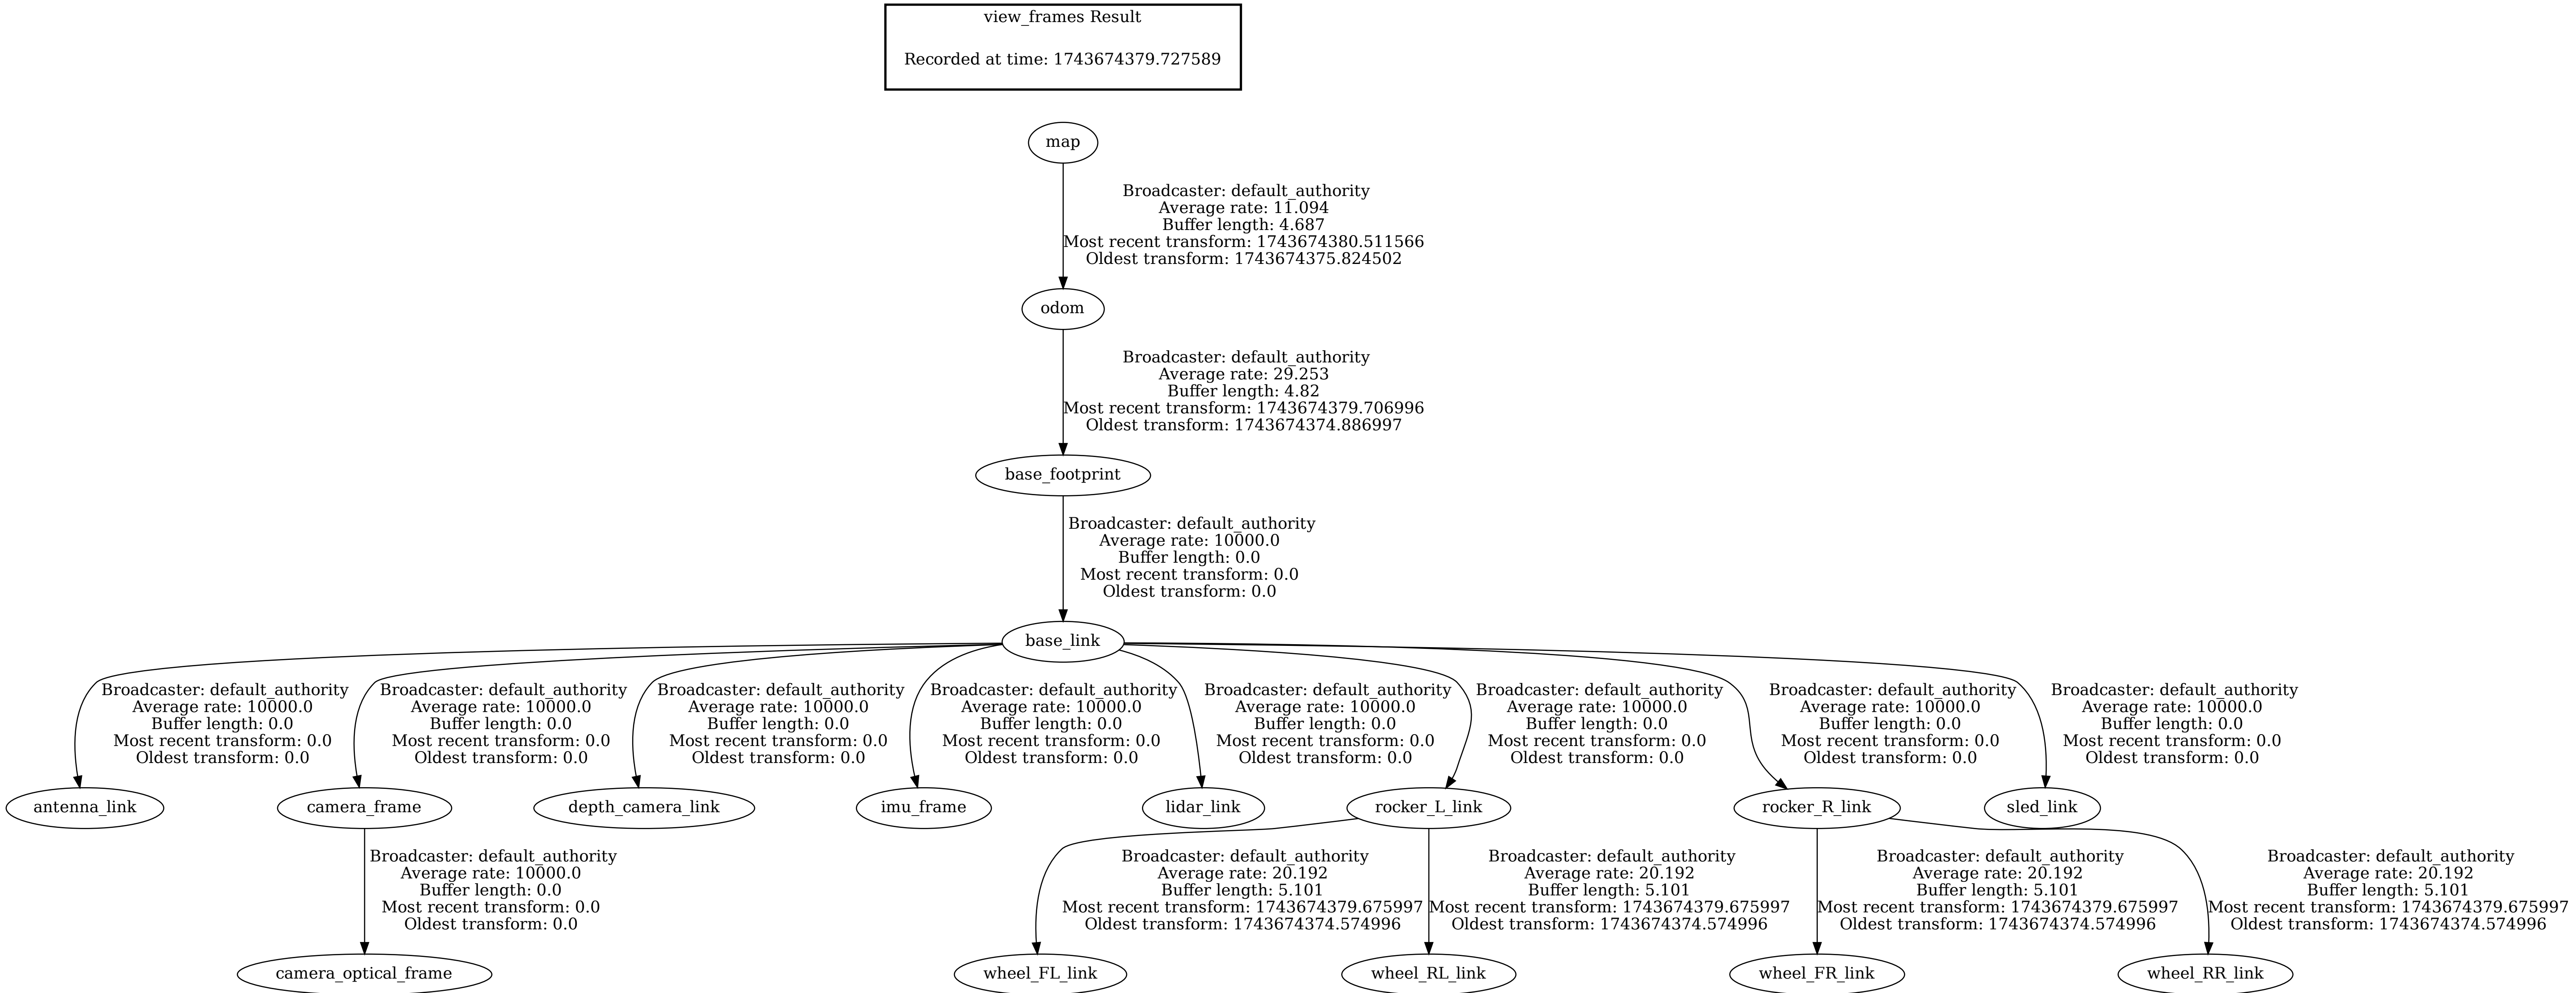 view_frames Result
Recorded at time: 1743674379.727589
map
Broadcaster: default_authority
Average rate: 11.094
Buffer length: 4.687
Most recent transform: 1743674380.511566
Oldest transform: 1743674375.824502
odom
Broadcaster: default_authority
Average rate: 29.253
Buffer length: 4.82
Most recent transform: 1743674379.706996
Oldest transform: 1743674374.886997
base_footprint
Broadcaster: default_authority
Average rate: 10000.0
Buffer length: 0.0
Most recent transform: 0.0
Oldest transform: 0.0
base_link
Broadcaster: default_authority
Average rate: 10000.0
Buffer length: 0.0
Most recent transform: 0.0
Oldest transform: 0.0
Broadcaster: default_authority
Average rate: 10000.0
Buffer length: 0.0
Most recent transform: 0.0
Oldest transform: 0.0
Broadcaster: default_authority
Average rate: 10000.0
Buffer length: 0.0
Most recent transform: 0.0
Oldest transform: 0.0
Broadcaster: default_authority
Average rate: 10000.0
Buffer length: 0.0
Most recent transform: 0.0
Oldest transform: 0.0
Broadcaster: default_authority
Average rate: 10000.0
Buffer length: 0.0
Most recent transform: 0.0
Oldest transform: 0.0
Broadcaster: default_authority
Average rate: 10000.0
Buffer length: 0.0
Most recent transform: 0.0
Oldest transform: 0.0
Broadcaster: default_authority
Average rate: 10000.0
Buffer length: 0.0
Most recent transform: 0.0
Oldest transform: 0.0
Broadcaster: default_authority
Average rate: 10000.0
Buffer length: 0.0
Most recent transform: 0.0
Oldest transform: 0.0
antenna_link
camera_frame
depth_camera_link
imu_frame
lidar_link
rocker_L_link
rocker_R_link
sled_link
Broadcaster: default_authority
Average rate: 10000.0
Buffer length: 0.0
Most recent transform: 0.0
Oldest transform: 0.0
Broadcaster: default_authority
Average rate: 20.192
Buffer length: 5.101
Most recent transform: 1743674379.675997
Oldest transform: 1743674374.574996
Broadcaster: default_authority
Average rate: 20.192
Buffer length: 5.101
Most recent transform: 1743674379.675997
Oldest transform: 1743674374.574996
Broadcaster: default_authority
Average rate: 20.192
Buffer length: 5.101
Most recent transform: 1743674379.675997
Oldest transform: 1743674374.574996
Broadcaster: default_authority
Average rate: 20.192
Buffer length: 5.101
Most recent transform: 1743674379.675997
Oldest transform: 1743674374.574996
camera_optical_frame
wheel_FL_link
wheel_RL_link
wheel_FR_link
wheel_RR_link